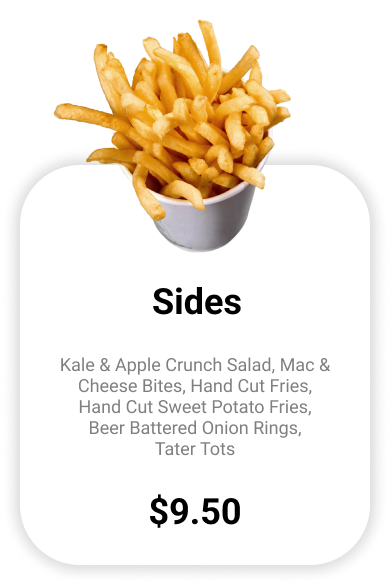 Sides
Kale & Apple Crunch Salad, Mac &
Cheese Bites, Hand Cut Fries,
Hand Cut Sweet Potato Fries,
Beer Battered Onion Rings,
Tater Tots
$9.50